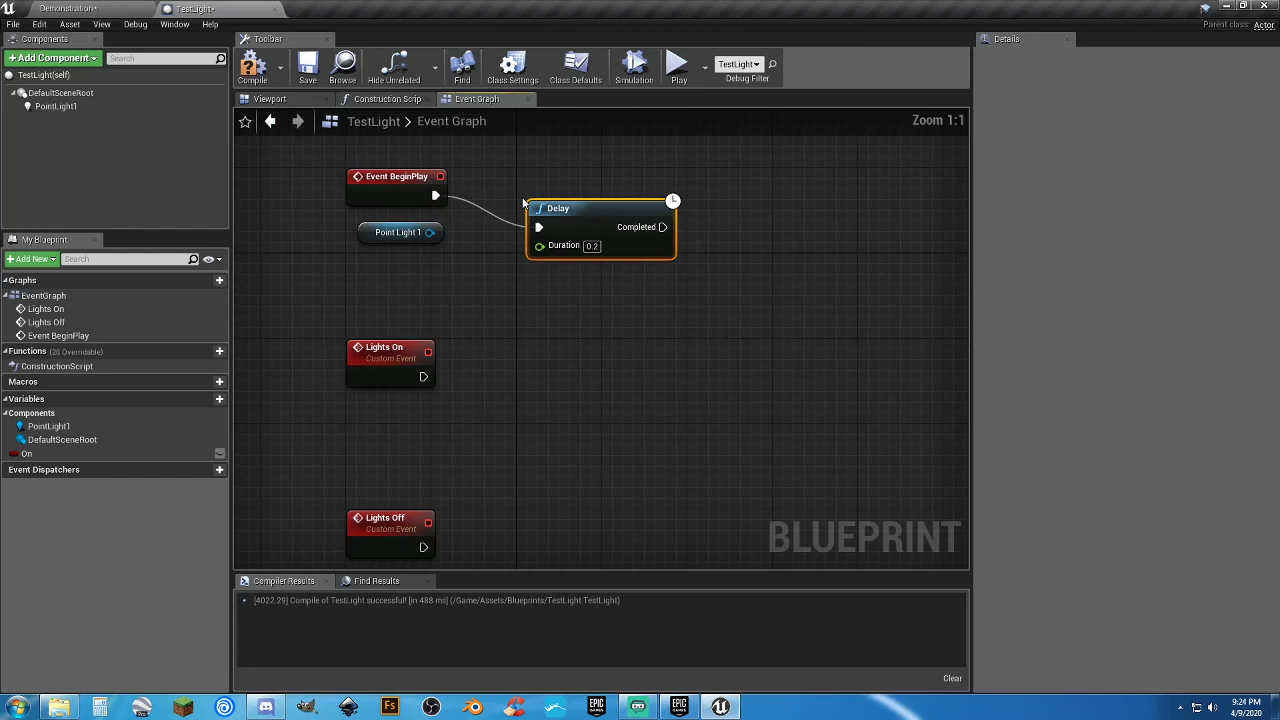 Demonstration*
TestLight*
File
Edit
Asset
View
Debug
Window
Help
Parent class: Actor
Components
Toolbar
Details
+ Add Component
Search
Compile
Save
Browse
Hide Unrelated
Find
Class Settings
Class Defaults
Simulation
Play
TestLight
Debug Filter
TestLight(self)
DefaultSceneRoot
PointLight1
Viewport
Construction Scrip
Event Graph
TestLight > Event Graph
Zoom 1:1
Event BeginPlay
Delay
Completed
Duration 0.2
Point Light 1
My Blueprint
+ Add New
Search
Graphs
EventGraph
Lights On
Lights Off
Event BeginPlay
Functions (20 Overridable)
ConstructionScript
Macros
Variables
Components
PointLight1
DefaultSceneRoot
On
Event Dispatchers
Lights On
Custom Event
Lights Off
Custom Event
BLUEPRINT
Compiler Results
Find Results
[4022.29] Compile of TestLight successful! [in 488 ms] (/Game/Assets/Blueprints/TestLight.TestLight)
Clear
Pro
Fs
EPIC GAMES
EPIC GAMES
9:24 PM
4/9/2020